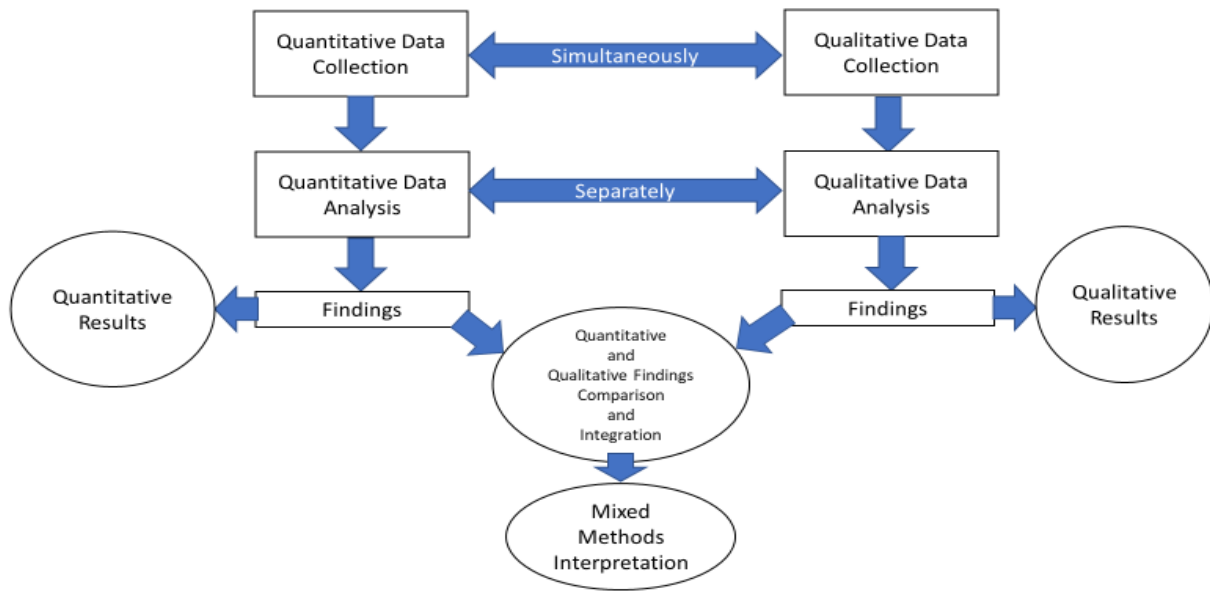 Quantitative Data
Collection
Simultaneously
Qualitative Data
Collection
Quantitative Data
Analysis
Separately
Qualitative Data
Analysis
Quantitative
Results
Findings
Quantitative
and
Qualitative Findings
Comparison
and
Integration
Findings
Qualitative
Results
Mixed
Methods
Interpretation